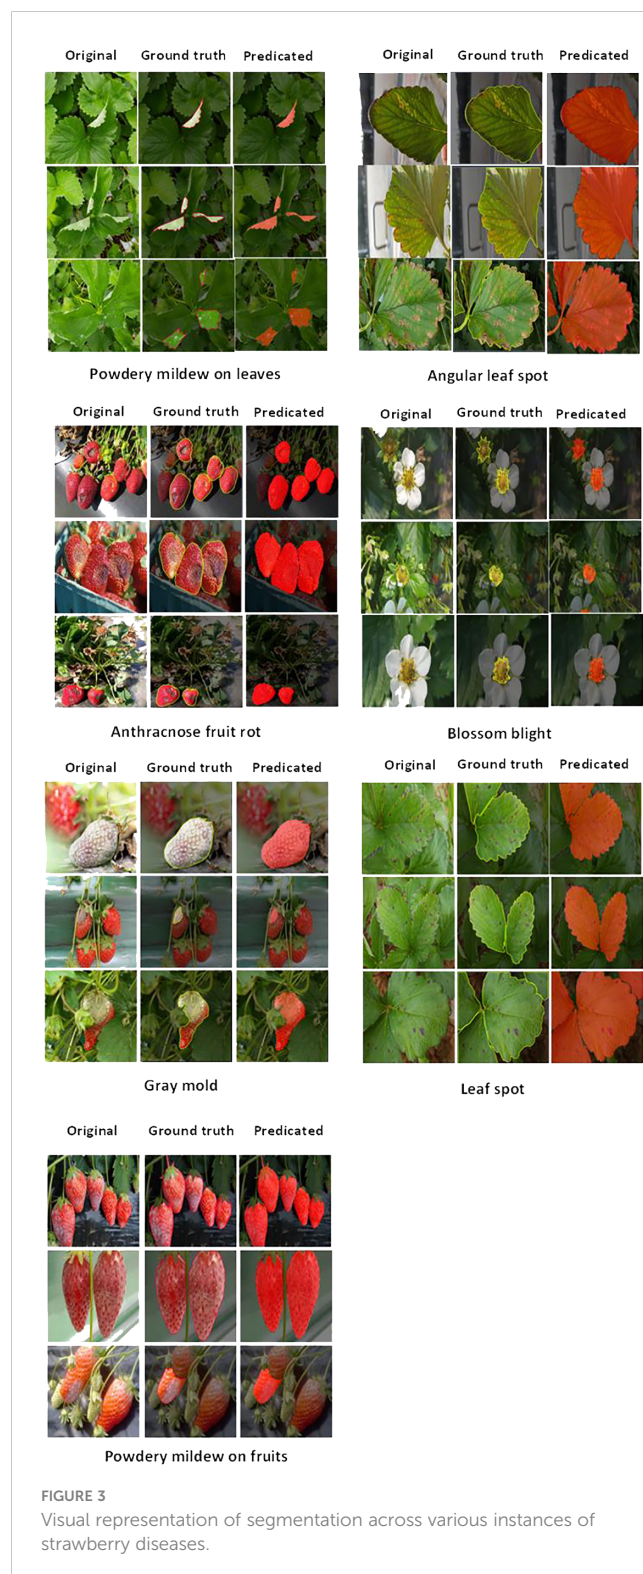 Original Ground truth Predicated
Original Ground truth Predicated
Powdery mildew on leaves
Angular leaf spot
Original Ground truth Predicated
Original Ground truth Predicated
Anthracnose fruit rot
Blossom blight
Original Ground truth Predicated
Original Ground truth Predicated
Gray mold
Leaf spot
Original Ground truth Predicated
Powdery mildew on fruits
FIGURE 3
Visual representation of segmentation across various instances of
strawberry diseases.